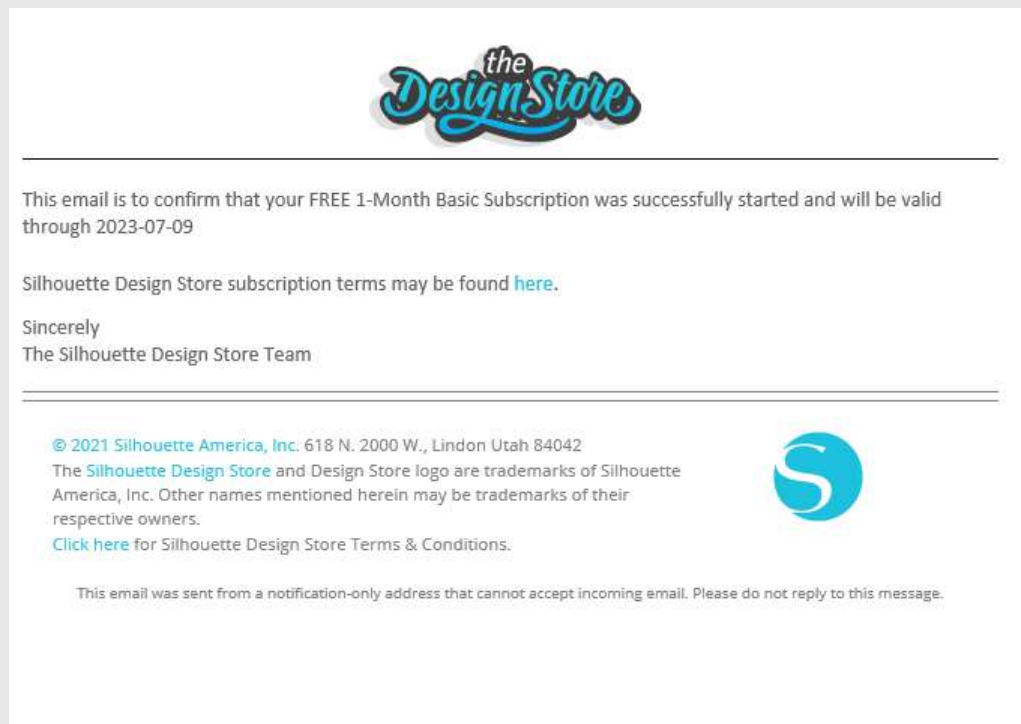 the
Design Store
This email is to confirm that your FREE 1-Month Basic Subscription was successfully started and will be valid
through 2023-07-09
Silhouette Design Store subscription terms may be found here.
Sincerely
The Silhouette Design Store Team
© 2021 Silhouette America, Inc. 618 N. 2000 W., Lindon Utah 84042
The Silhouette Design Store and Design Store logo are trademarks of Silhouette
America, Inc. Other names mentioned herein may be trademarks of their
respective owners.
Click here for Silhouette Design Store Terms & Conditions.
S
This email was sent from a notification-only address that cannot accept incoming email. Please do not reply to this message.